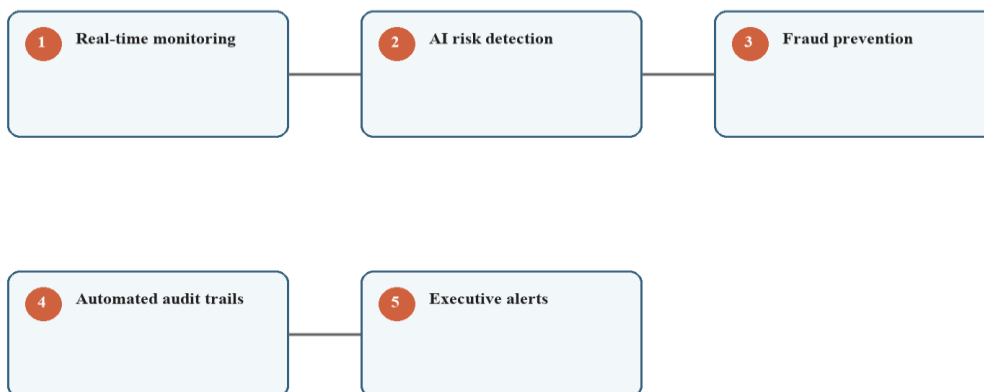 1 Real-time monitoring
2 AI risk detection
3 Fraud prevention
4 Automated audit trails
5 Executive alerts